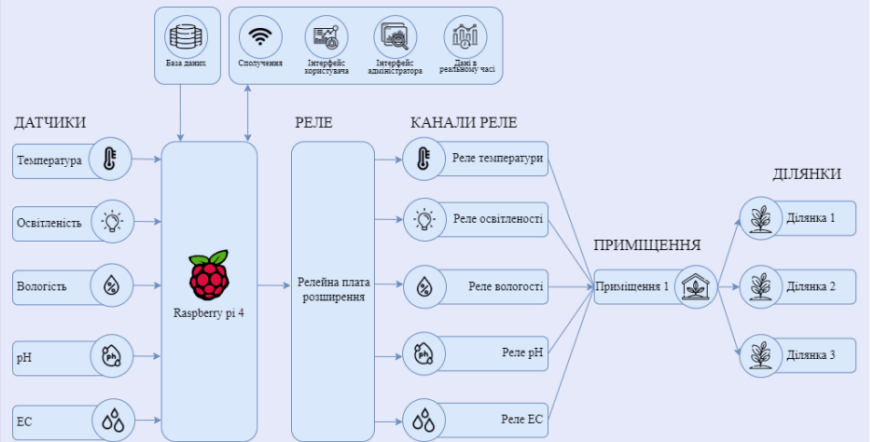 База даних
Сполучення
Інтерфейс
користувача
Інтерфейс
адміністратора
Дані в
реальному часі
ДАТЧИКИ
РЕЛЕ
КАНАЛИ РЕЛЕ
Температура
Освітленість
Вологість
pH
EC
Raspberry pi 4
Релейна плата
розширення
Реле температури
Реле освітленості
Реле вологості
Реле pH
Реле EC
ПРИМІЩЕННЯ
Приміщення 1
ДІЛЯНКИ
Ділянка 1
Ділянка 2
Ділянка 3